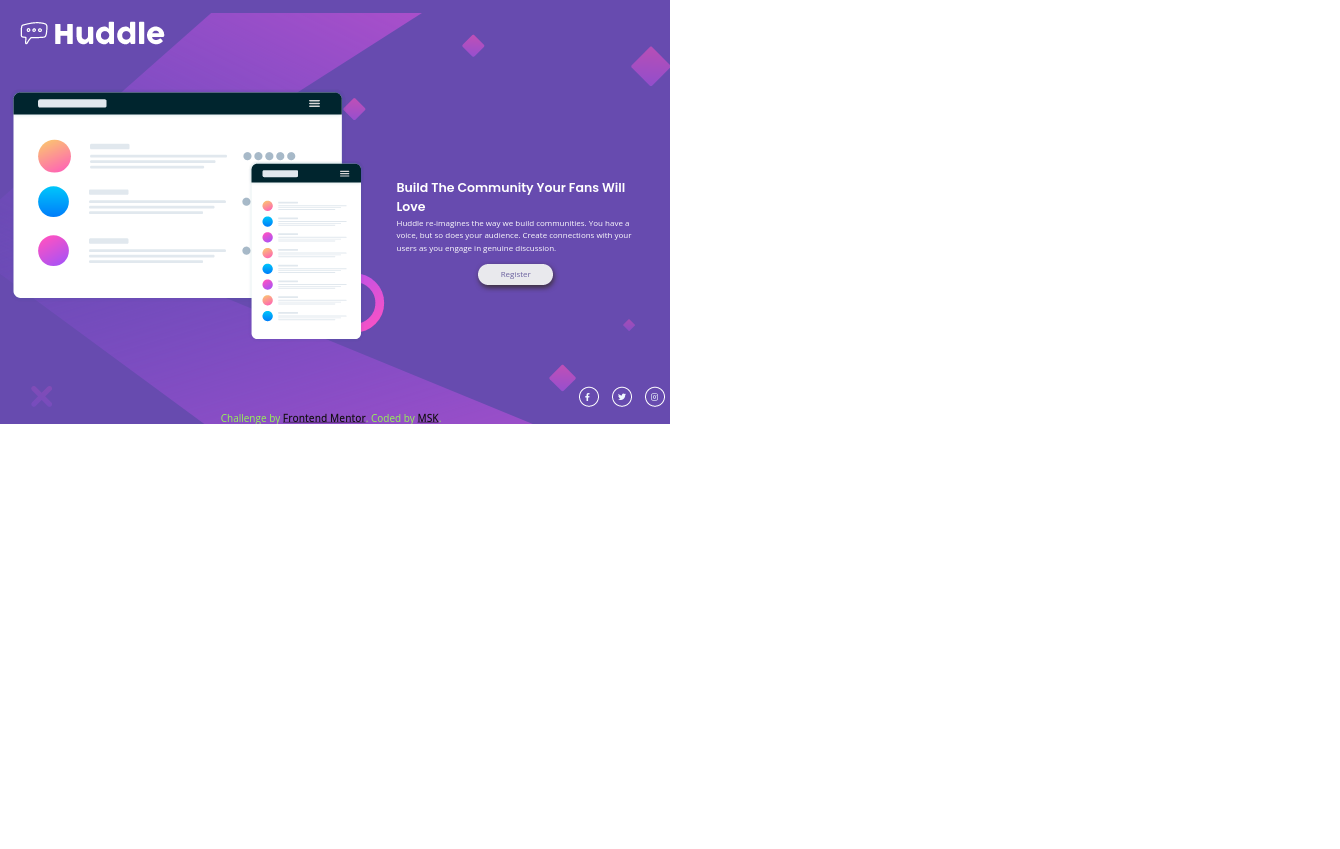 Huddle
Build The Community Your Fans Will
Love
Huddle re-imagines the way we build communities. You have a
voice, but so does your audience. Create connections with your
users as you engage in genuine discussion.
Register
Challenge by Frontend Mentor. Coded by MSK.